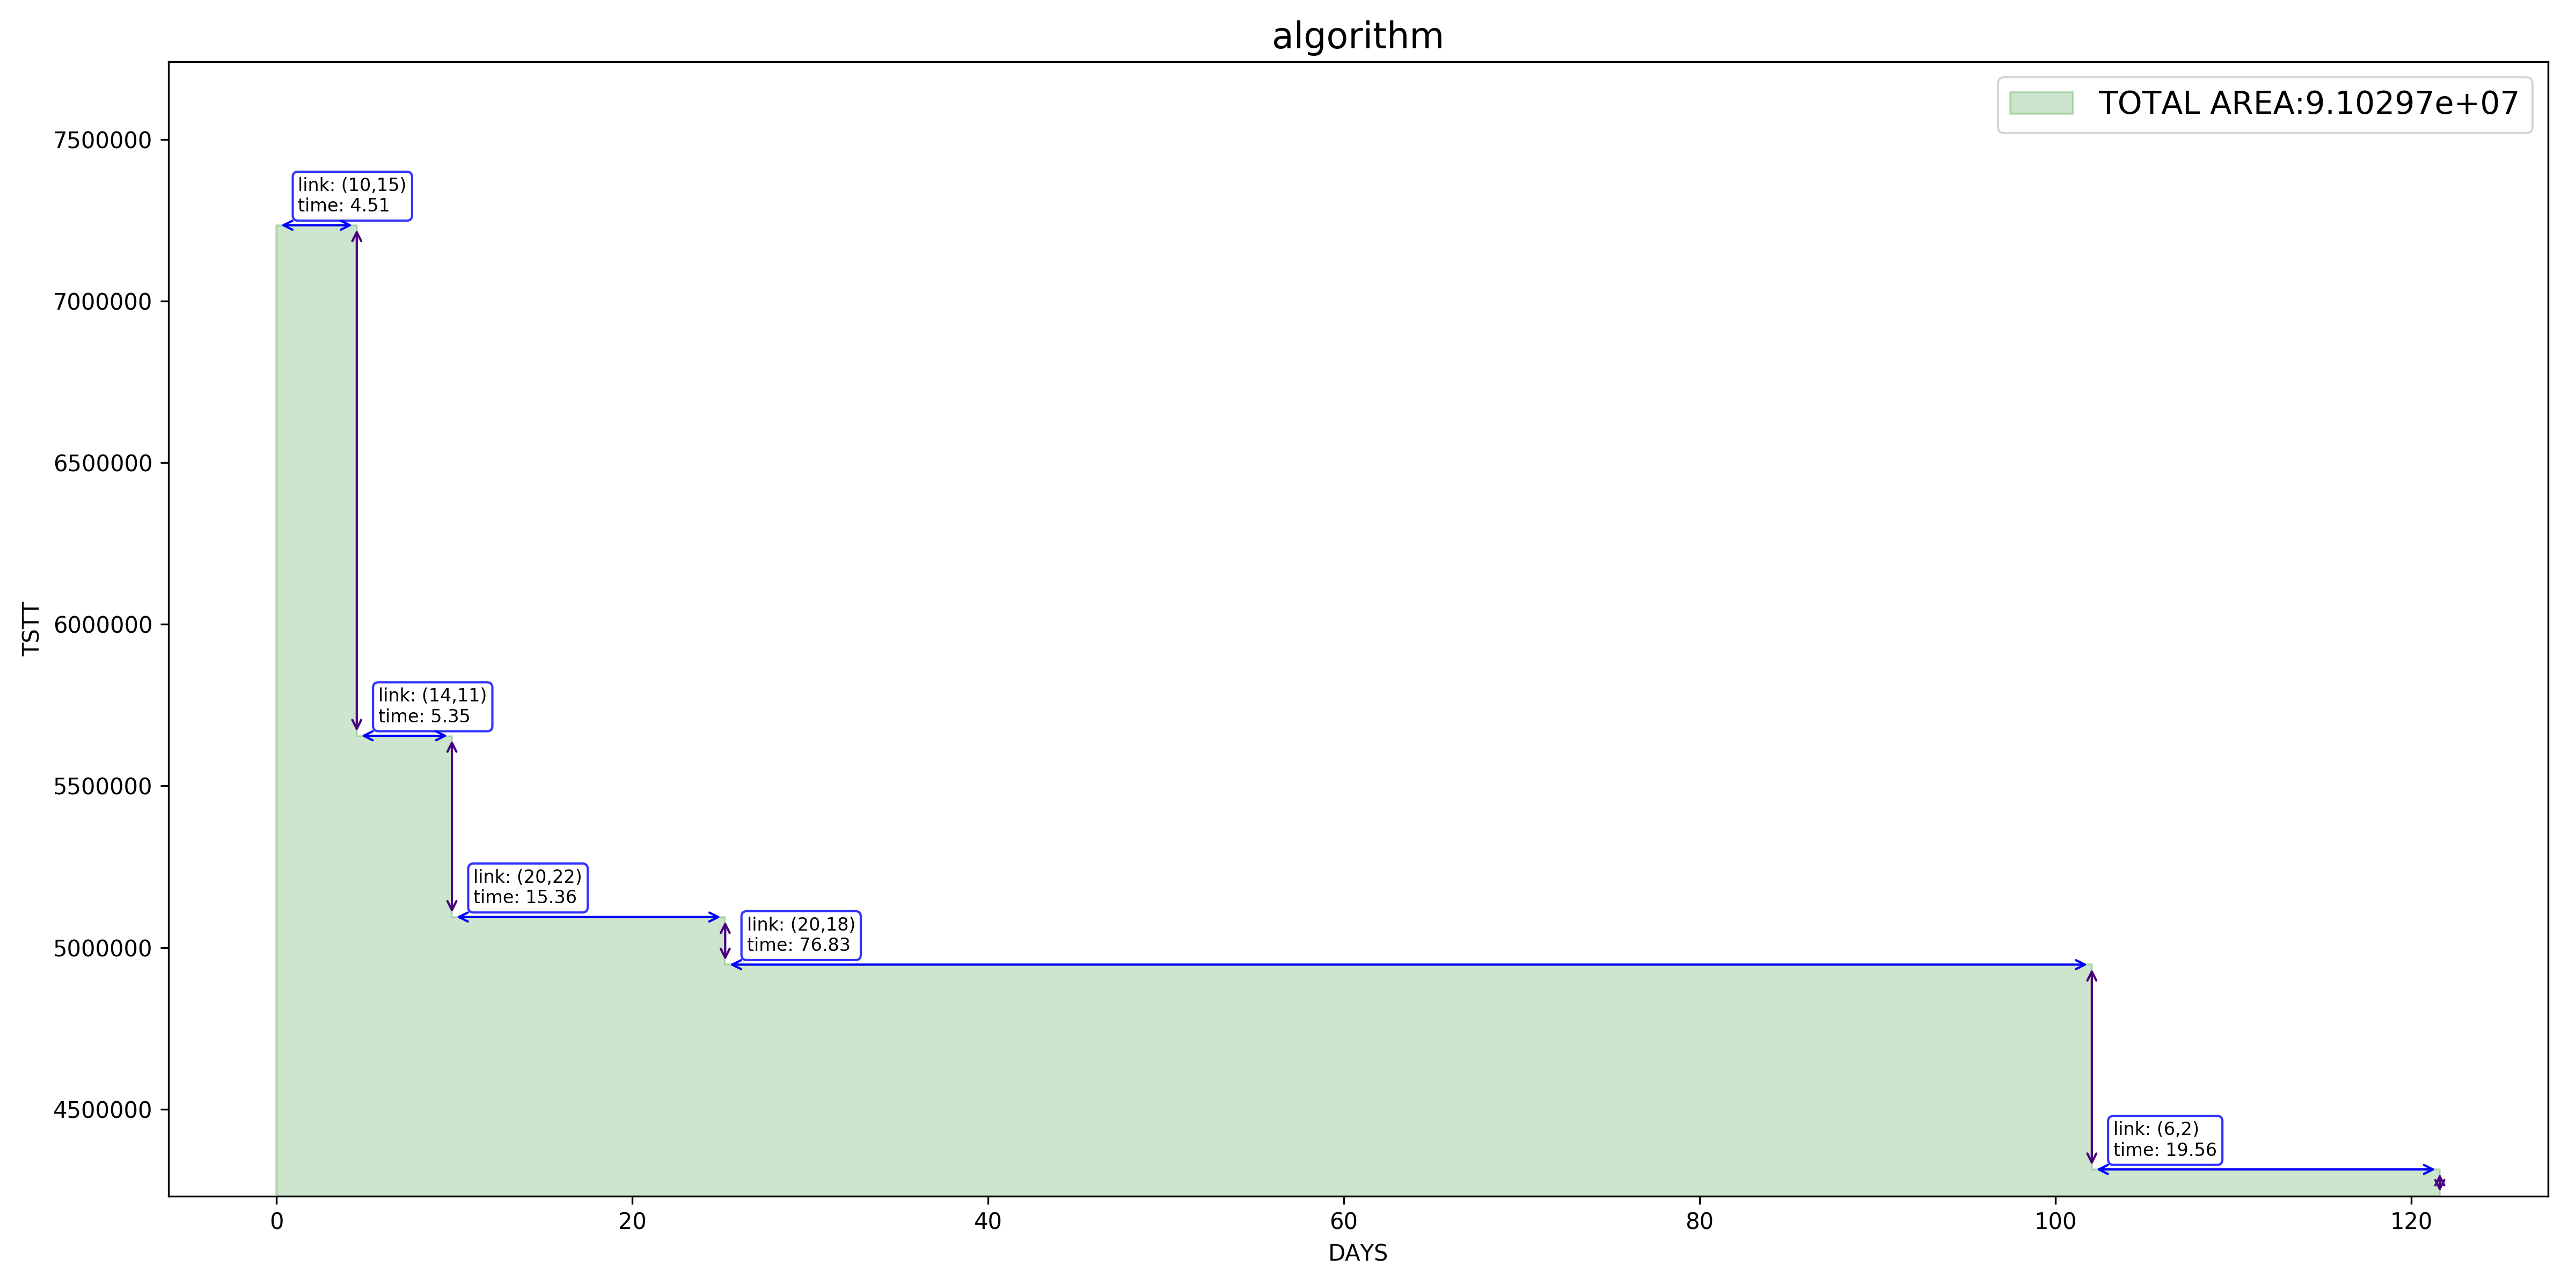 algorithm
TOTAL AREA:9.10297e+07
7500000
7000000
6500000
6000000
5500000
5000000
4500000
TSTT
link: (10,15)
time: 4.51
link: (14,11)
time: 5.35
link: (20,22)
time: 15.36
link: (20,18)
time: 76.83
link: (6,2)
time: 19.56
0 20 40 60 80 100 120
DAYS